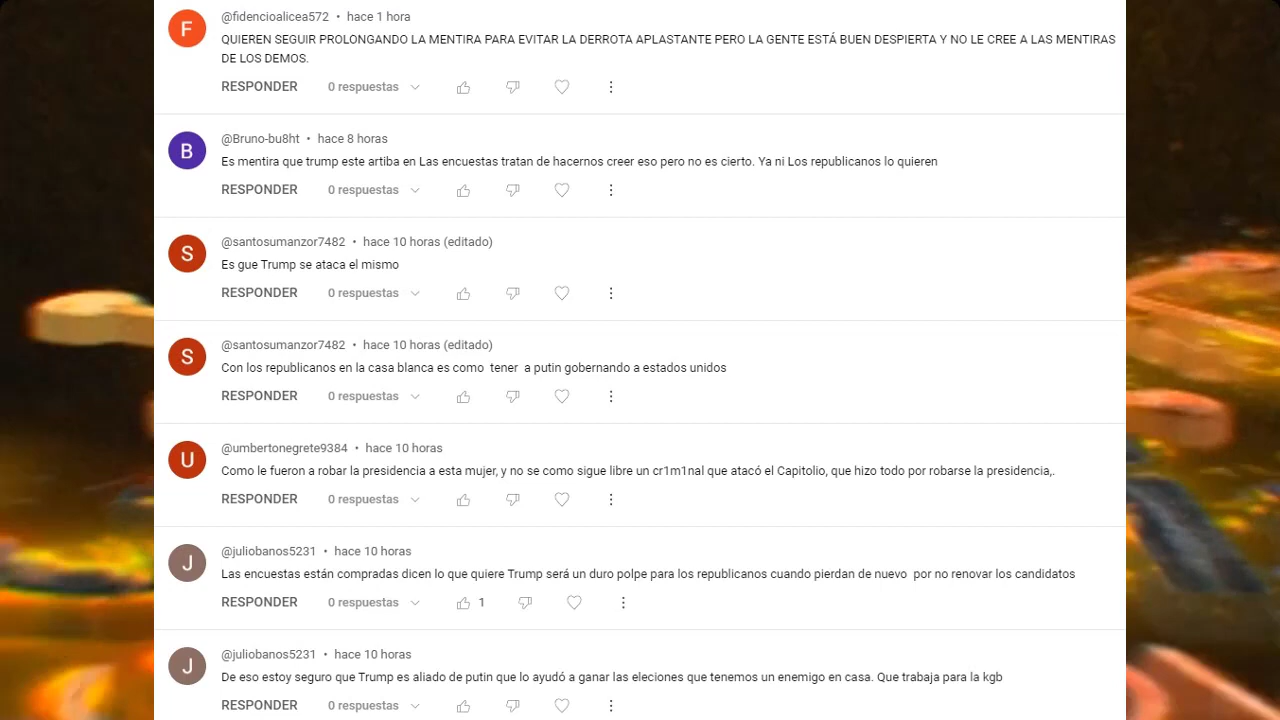 F
@fidencioalicea572 • hace 1 hora
QUIEREN SEGUIR PROLONGANDO LA MENTIRA PARA EVITAR LA DERROTA APLASTANTE PERO LA GENTE ESTÁ BUEN DESPIERTA Y NO LE CREE A LAS MENTIRAS
DE LOS DEMOS.
RESPONDER 0 respuestas
B
@Bruno-bu8ht • hace 8 horas
Es mentira que trump este artiba en Las encuestas tratan de hacernos creer eso pero no es cierto. Ya ni Los republicanos lo quieren
RESPONDER 0 respuestas
S
@santosumanzor7482 • hace 10 horas (editado)
Es gue Trump se ataca el mismo
RESPONDER 0 respuestas
S
@santosumanzor7482 • hace 10 horas (editado)
Con los republicanos en la casa blanca es como tener a putin gobernando a estados unidos
RESPONDER 0 respuestas
U
@umbertonegrete9384 • hace 10 horas
Como le fueron a robar la presidencia a esta mujer, y no se como sigue libre un cr1m1nal que atacó el Capitolio, que hizo todo por robarse la presidencia,.
RESPONDER 0 respuestas
J
@juliobanos5231 • hace 10 horas
Las encuestas están compradas dicen lo que quiere Trump será un duro polpe para los republicanos cuando pierdan de nuevo por no renovar los candidatos
RESPONDER 0 respuestas 1
J
@juliobanos5231 • hace 10 horas
De eso estoy seguro que Trump es aliado de putin que lo ayudó a ganar las eleciones que tenemos un enemigo en casa. Que trabaja para la kgb
RESPONDER 0 respuestas